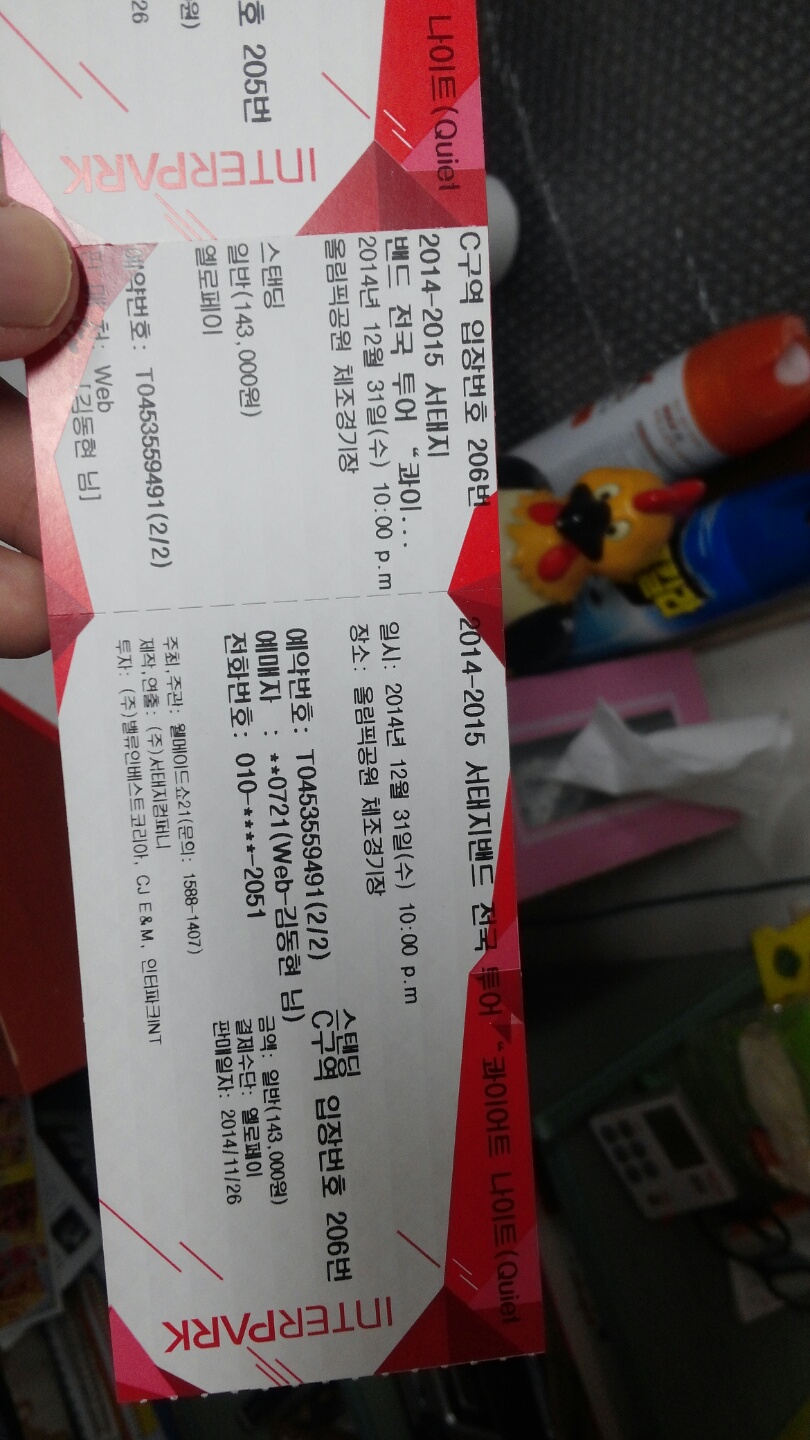 나이트(Quiet
호 205번
원)
26
INTERPARK
C구역 입장번호 206번
2014-2015 서태지
밴드 전국 투어 “콰이...
2014년 12월 31일(수) 10:00 p.m
올림픽공원 체조경기장
스탠딩
일반(143,000원)
옐로페이
예약번호: T0453559491(2/2)
판 매 처: Web
[김동현 님]
2014-2015 서태지밴드 전국 투어 “콰이어트 나이트(Quiet
일시: 2014년 12월 31일(수) 10:00 p.m
장소: 올림픽공원 체조경기장
예약번호: T0453559491(2/2)
예매자 : **0721(Web-김동현 님)
전화번호: 010-****-2051
스탠딩
C구역 입장번호 206번
금액: 일반(143,000원)
결제수단: 옐로페이
판매일자: 2014/11/26
주최,주관: 웰메이드쇼21(문의: 1588-1407)
제작,연출: (주)서태지컴퍼니
투자: (주)밸류인베스트코리아, CJ E&M, 인터파크INT
INTERPARK